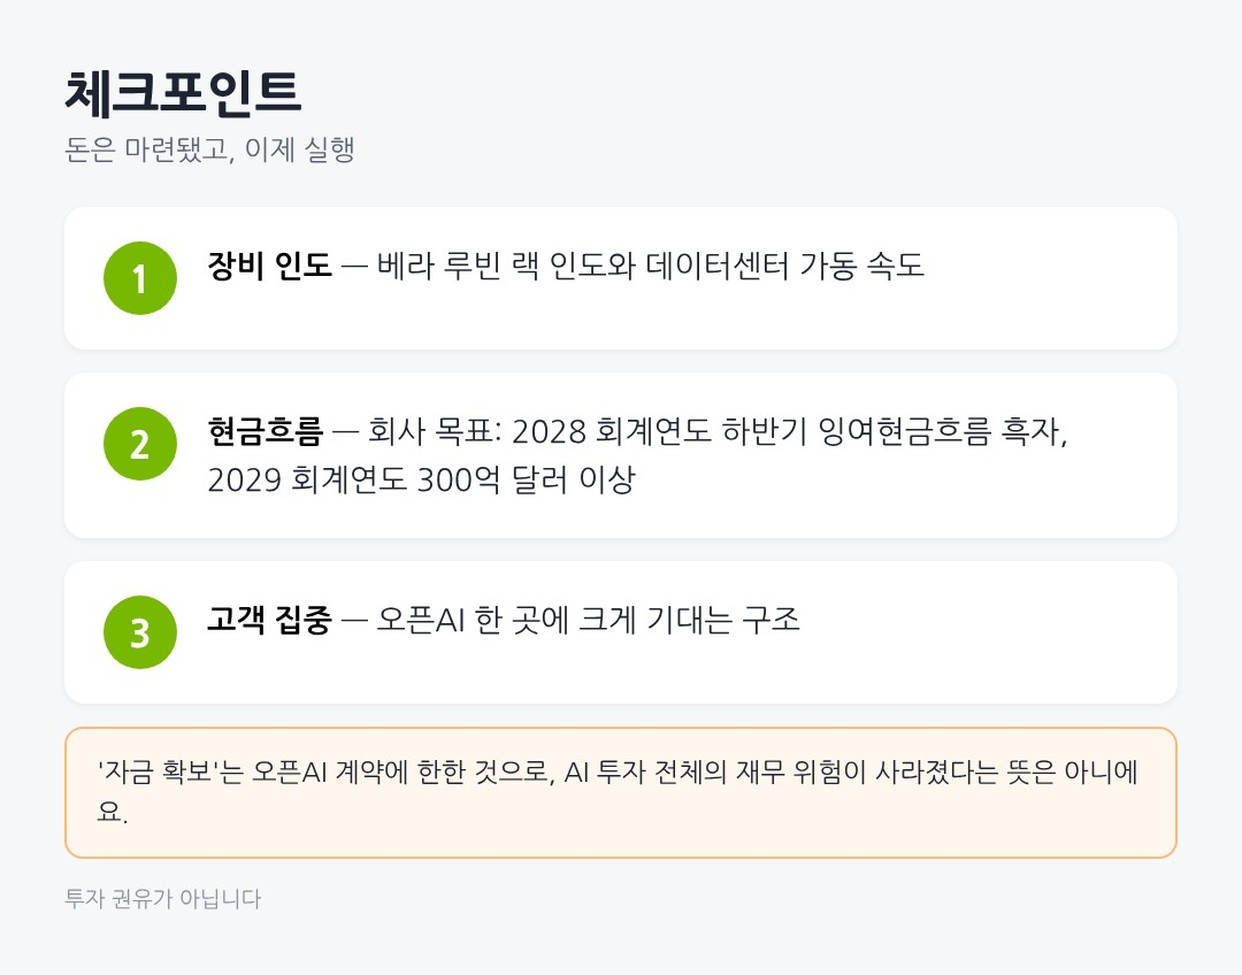 체크포인트
돈은 마련됐고, 이제 실행
1
장비 인도 — 베라 루빈 랙 인도와 데이터센터 가동 속도
2
현금흐름 — 회사 목표: 2028 회계연도 하반기 잉여현금흐름 흑자,
2029 회계연도 300억 달러 이상
3
고객 집중 — 오픈AI 한 곳에 크게 기대는 구조
'자금 확보'는 오픈AI 계약에 한한 것으로, AI 투자 전체의 재무 위험이 사라졌다는 뜻은 아니에
요.
투자 권유가 아닙니다